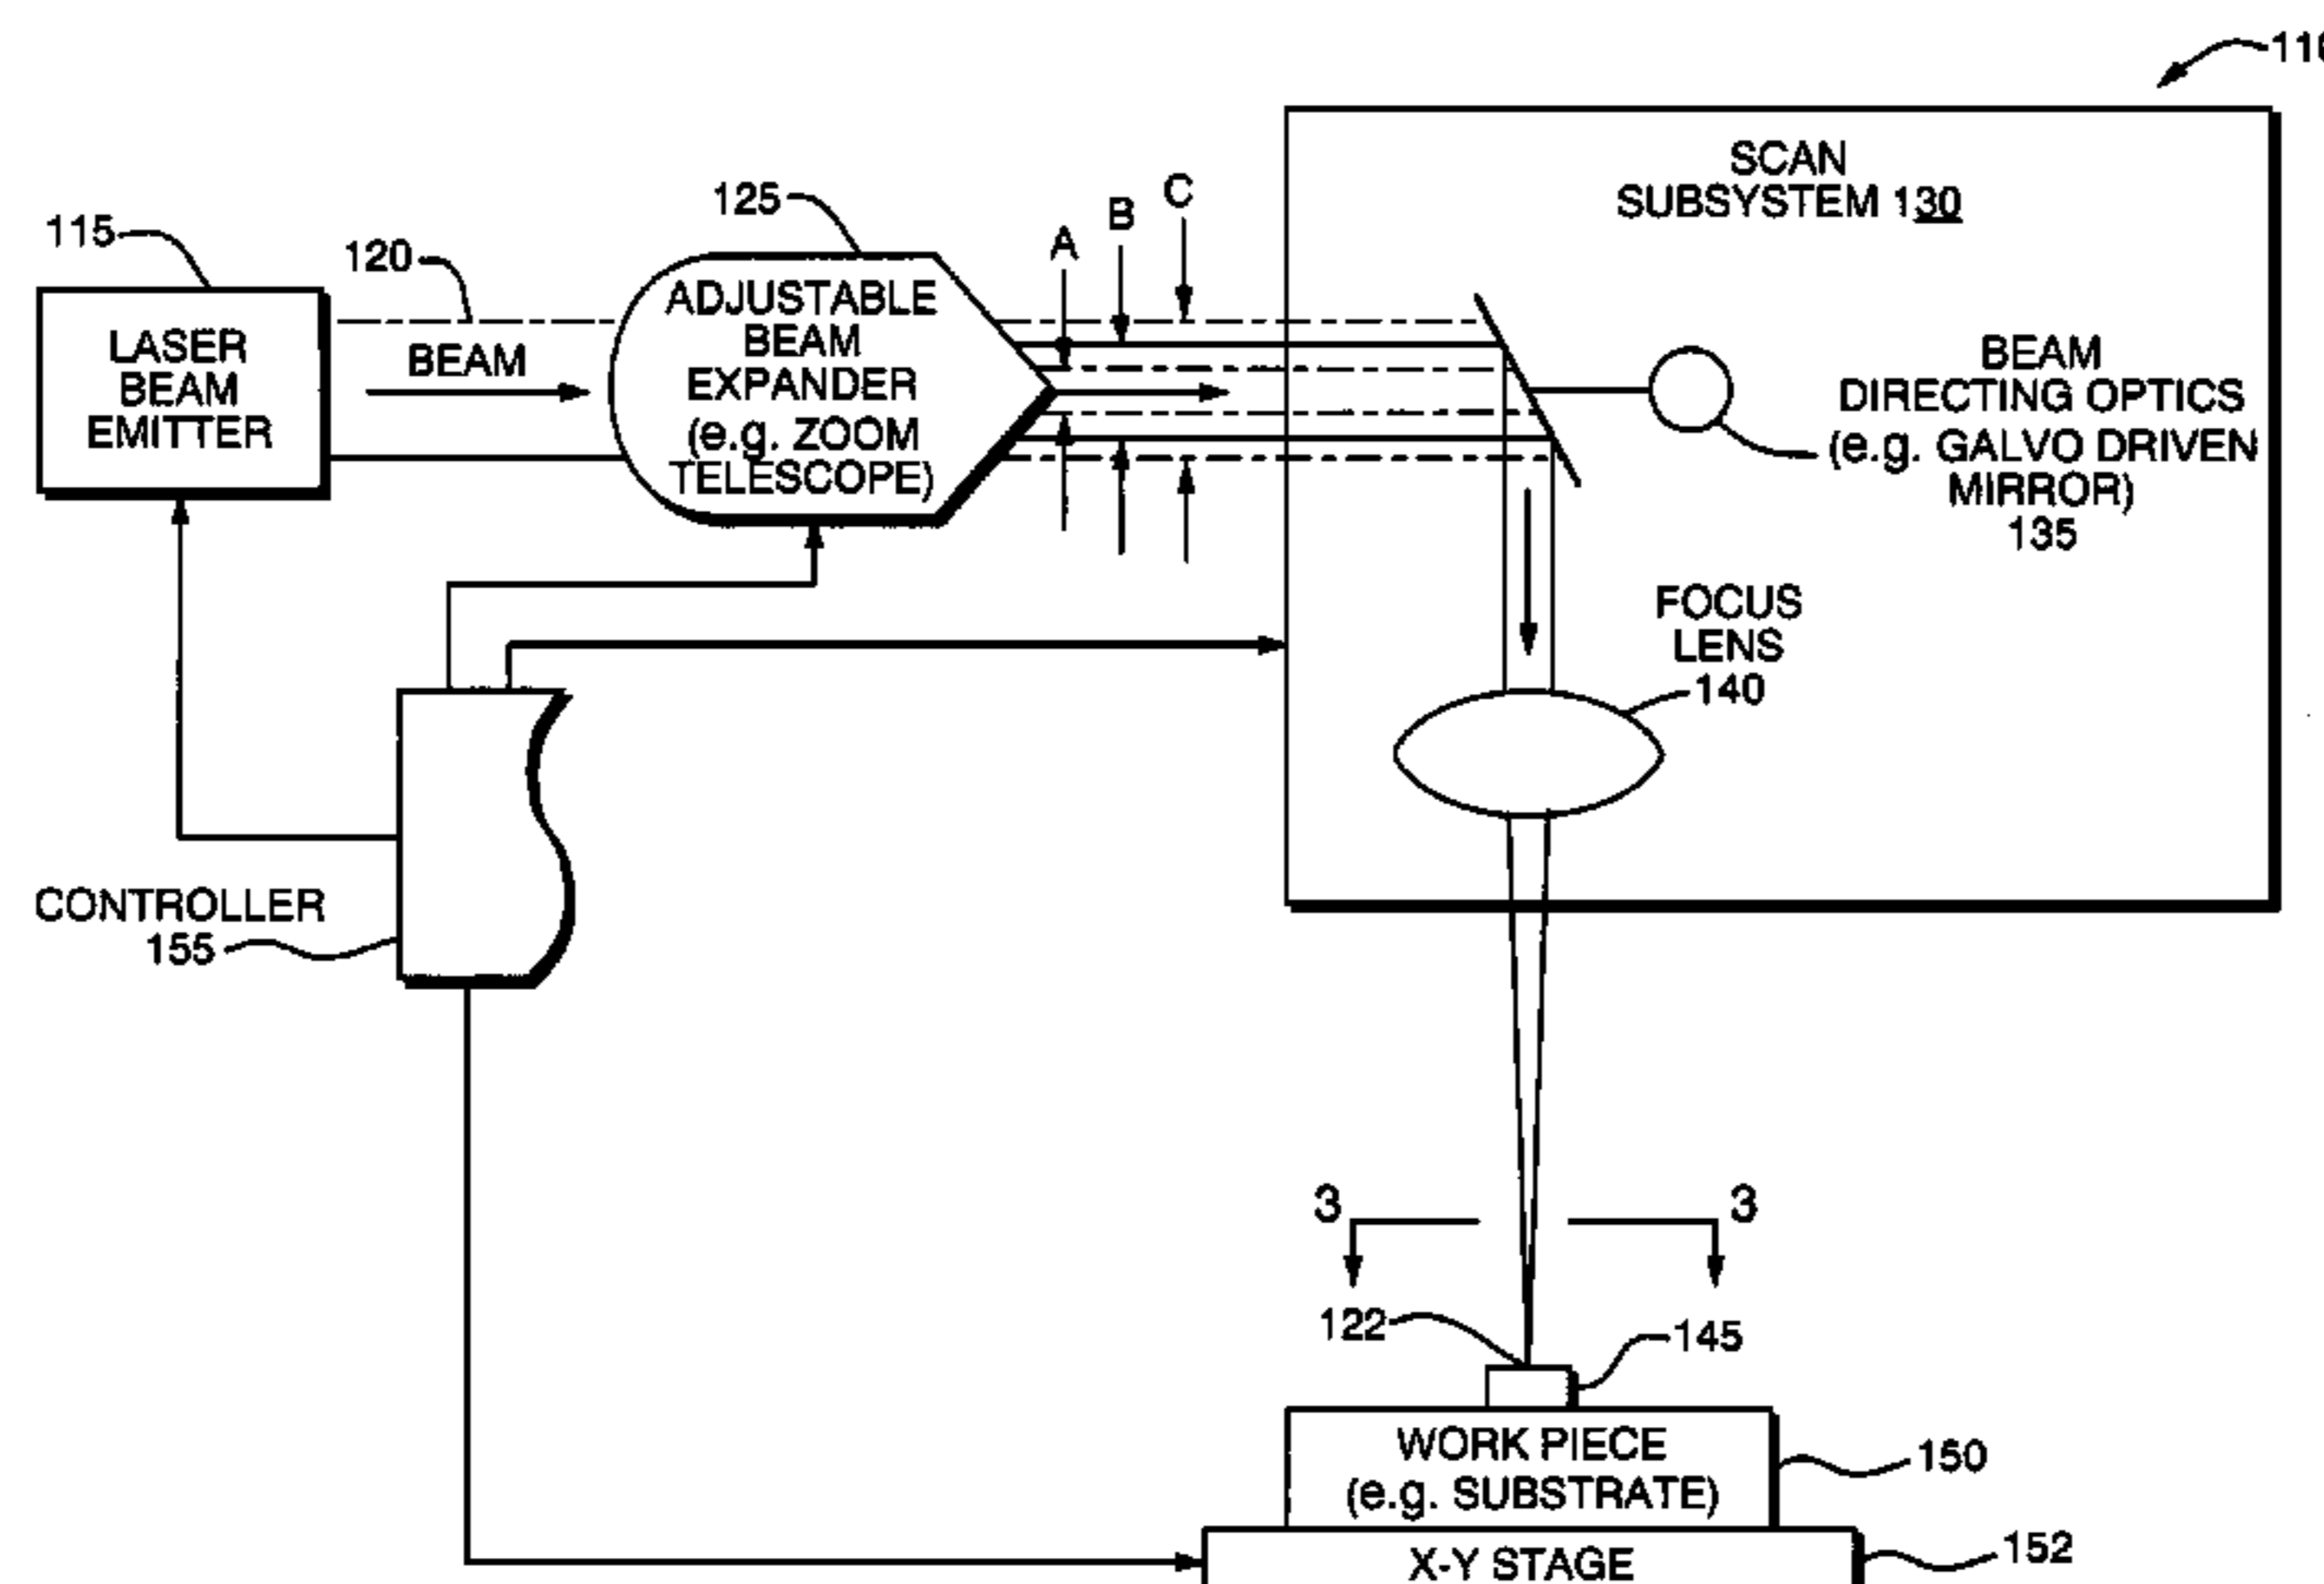 SCAN
SUBSYSTEM 130
115
120
125
A
B
C
LASER
BEAM
EMITTER
BEAM
ADJUSTABLE
BEAM
EXPANDER
(e.g. ZOOM
TELESCOPE)
BEAM
DIRECTING OPTICS
(e.g. GALVO DRIVEN
MIRROR)
135
FOCUS
LENS
140
CONTROLLER
155
3
3
122
145
WORK PIECE
(e.g. SUBSTRATE)
150
X-Y STAGE
152